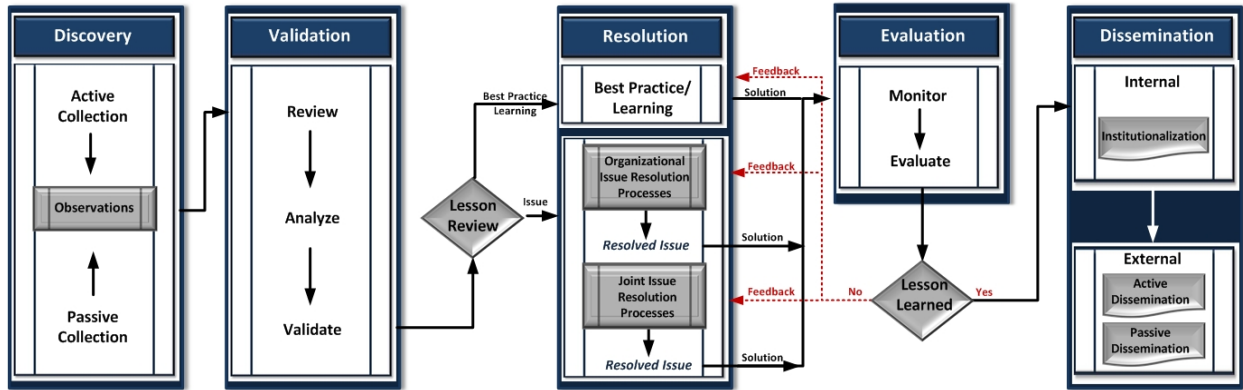 Discovery
Active
Collection
Observations
Passive
Collection
Validation
Review
Analyze
Validate
Best Practice
Learning
Lesson
Review
Issue
Resolution
Best Practice/
Learning
Organizational
Issue Resolution
Processes
Resolved Issue
Joint Issue
Resolution
Processes
Resolved Issue
Feedback
Solution
Feedback
Solution
Feedback
No
Solution
Evaluation
Monitor
Evaluate
Lesson
Learned
Yes
Dissemination
Internal
Institutionalization
External
Active
Dissemination
Passive
Dissemination